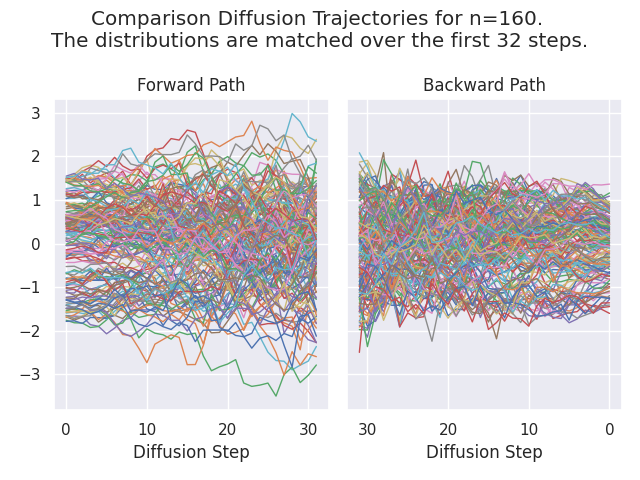 Comparison Diffusion Trajectories for n=160.
The distributions are matched over the first 32 steps.
Forward Path
Backward Path
3
2
1
0
−1
−2
−3
0 10 20 30
30 20 10 0
Diffusion Step
Diffusion Step